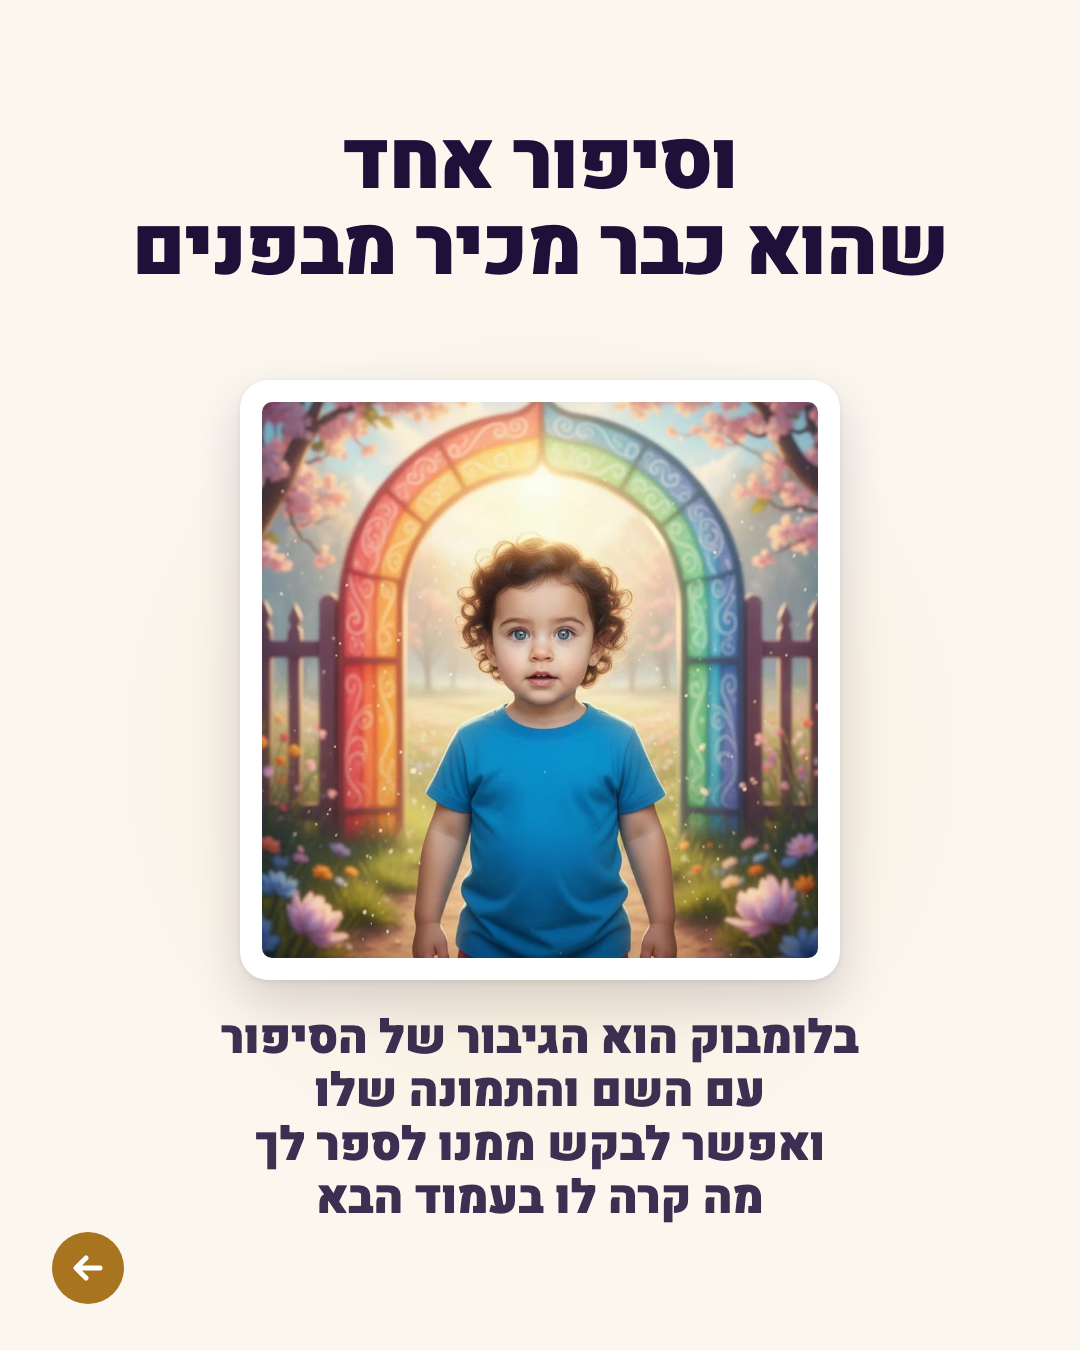 וסיפור אחד
שהוא כבר מכיר מבפנים
בלומבוק הוא הגיבור של הסיפור
עם השם והתמונה שלו
ואפשר לבקש ממנו לספר לך
מה קרה לו בעמוד הבא